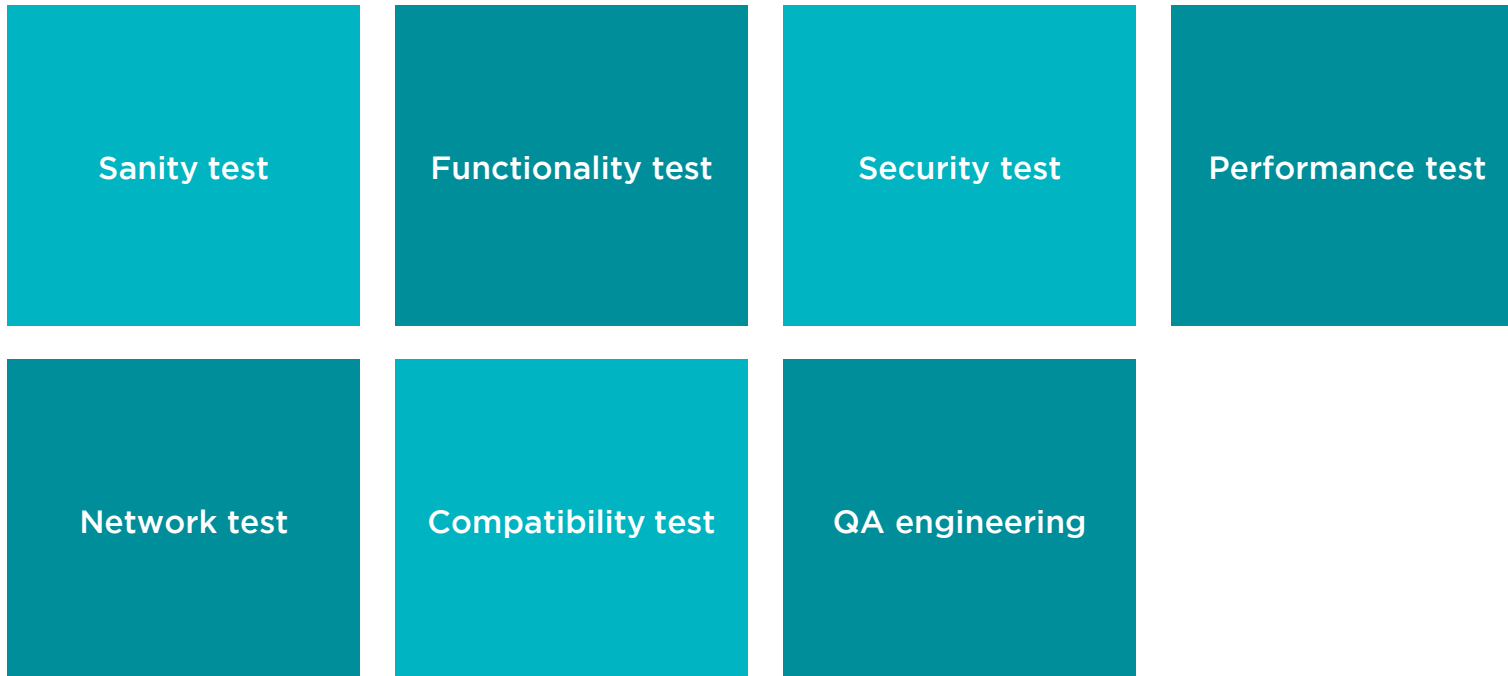 Sanity test
Functionality test
Security test
Performance test
Network test
Compatibility test
QA engineering